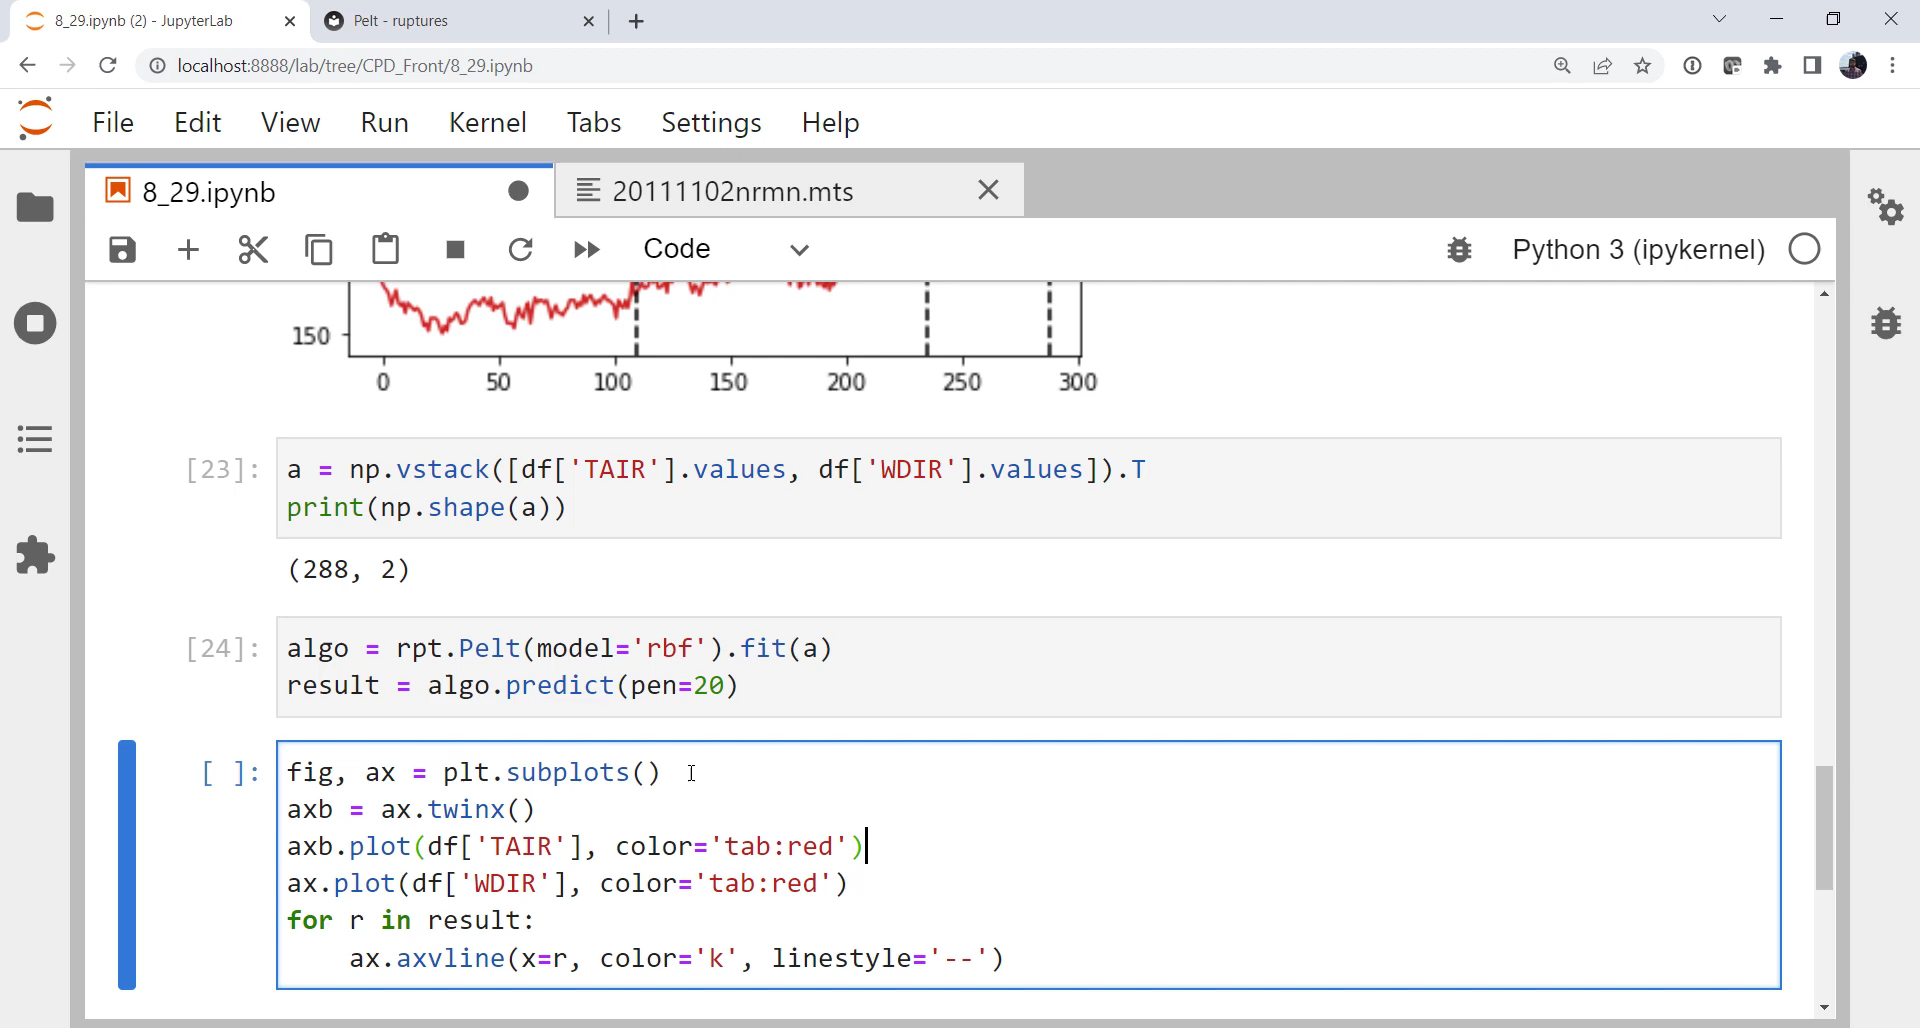 8_29.ipynb (2) - JupyterLab
Pelt - ruptures
localhost:8888/lab/tree/CPD_Front/8_29.ipynb
File Edit View Run Kernel Tabs Settings Help
8_29.ipynb
20111102nrmn.mts
Code
Python 3 (ipykernel)
150
0 50 100 150 200 250 300
[23]:
a = np.vstack([df['TAIR'].values, df['WDIR'].values]).T
print(np.shape(a))
(288, 2)
[24]:
algo = rpt.Pelt(model='rbf').fit(a)
result = algo.predict(pen=20)
[ ]:
fig, ax = plt.subplots()
axb = ax.twinx()
axb.plot(df['TAIR'], color='tab:red')
ax.plot(df['WDIR'], color='tab:red')
for r in result:
    ax.axvline(x=r, color='k', linestyle='--')